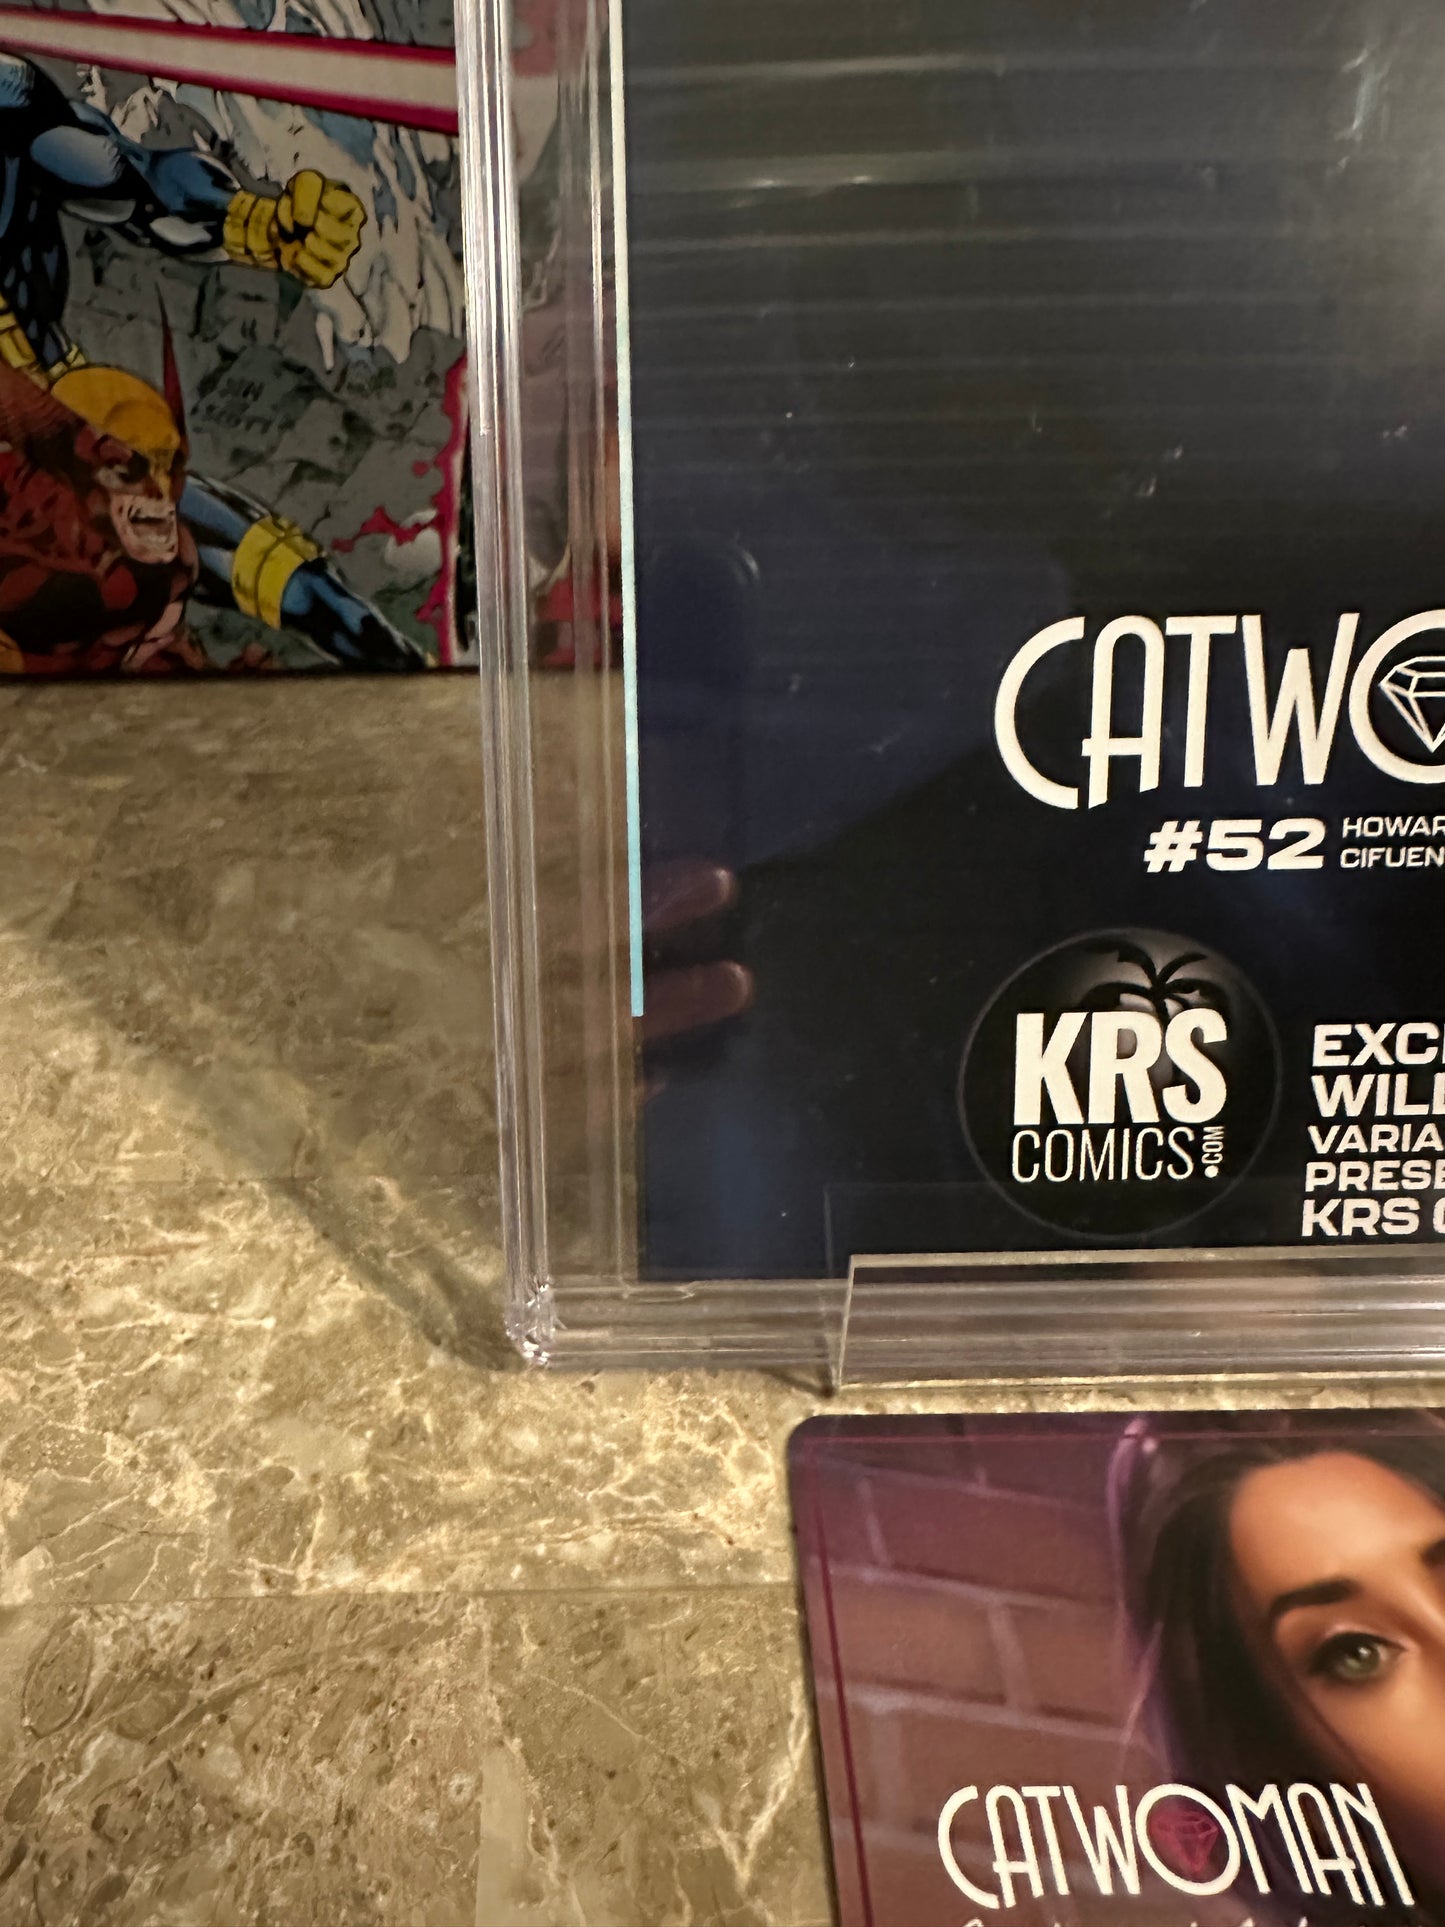 CATWO
#52 HOWAR
CIFUEN
KRS
COMICS.COM
EXC
WIL
VARIA
PRESE
KRS
CATWOMAN